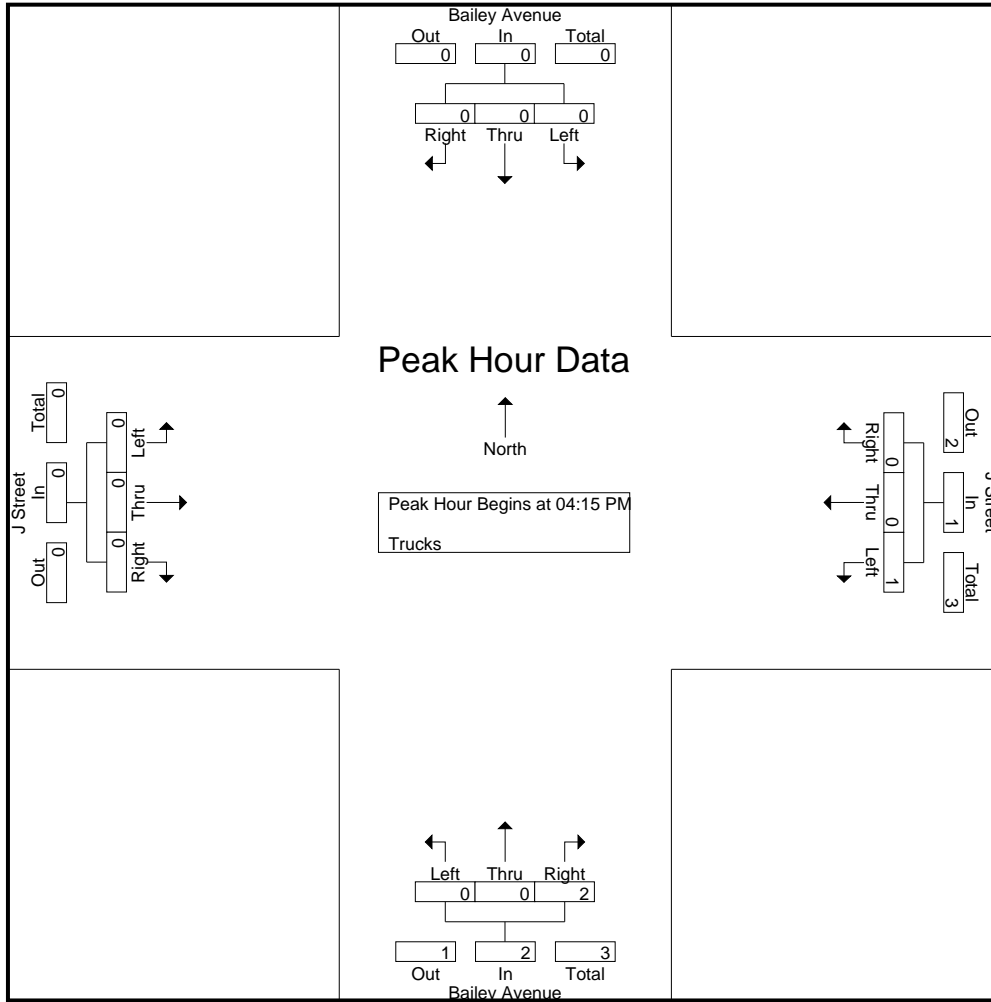 Bailey Avenue
Out In Total
0 0 0
0 0 0
Right Thru Left
Peak Hour Data
North
Peak Hour Begins at 04:15 PM
Trucks
J Street
Total In Out
0 0 0
0 0 0
Left Thru Right
Right Thru Left
0 0 1
Out In Total
2 1 3
J Street
Left Thru Right
0 0 2
1 2 3
Out In Total
Bailey Avenue